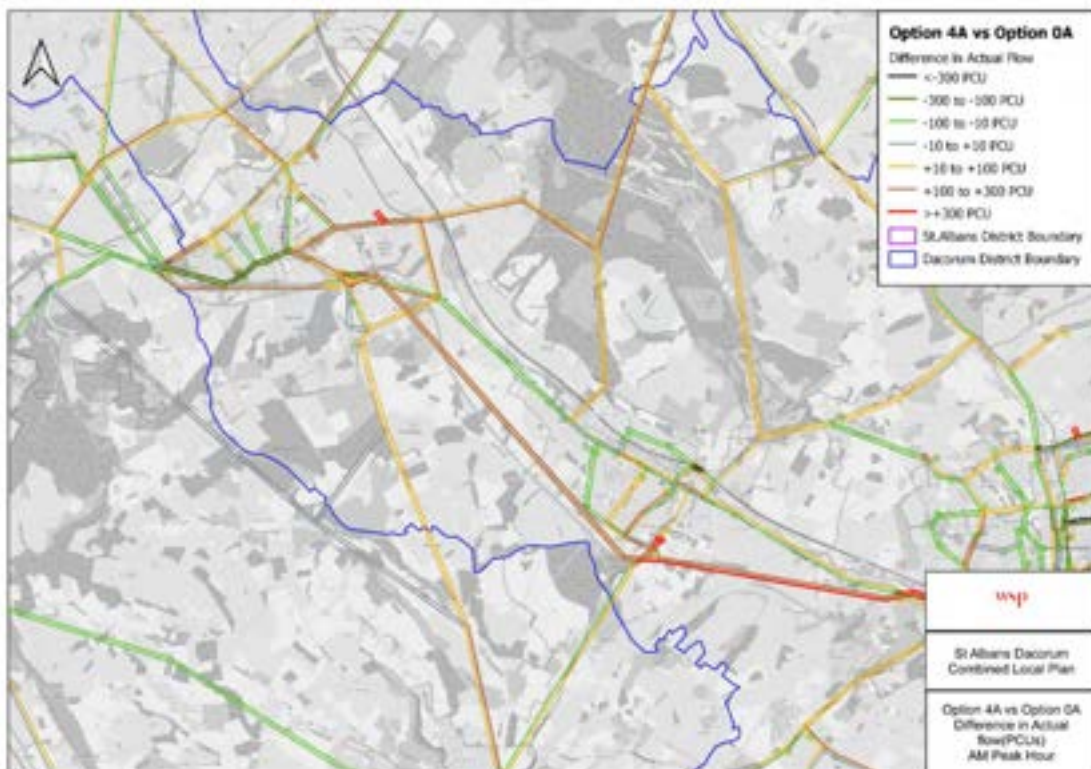 Option 4A vs Option 0A
Difference in Actual Flow
<-300 PCU
-300 to -100 PCU
-100 to -10 PCU
-10 to +10 PCU
+10 to +100 PCU
+100 to +300 PCU
>+300 PCU
St.Albans District Boundary
Dacorum District Boundary
wsp
St Albans Dacorum
Combined Local Plan
Option 4A vs Option 0A
Difference in Actual
flow(PCUs)
AM Peak Hour